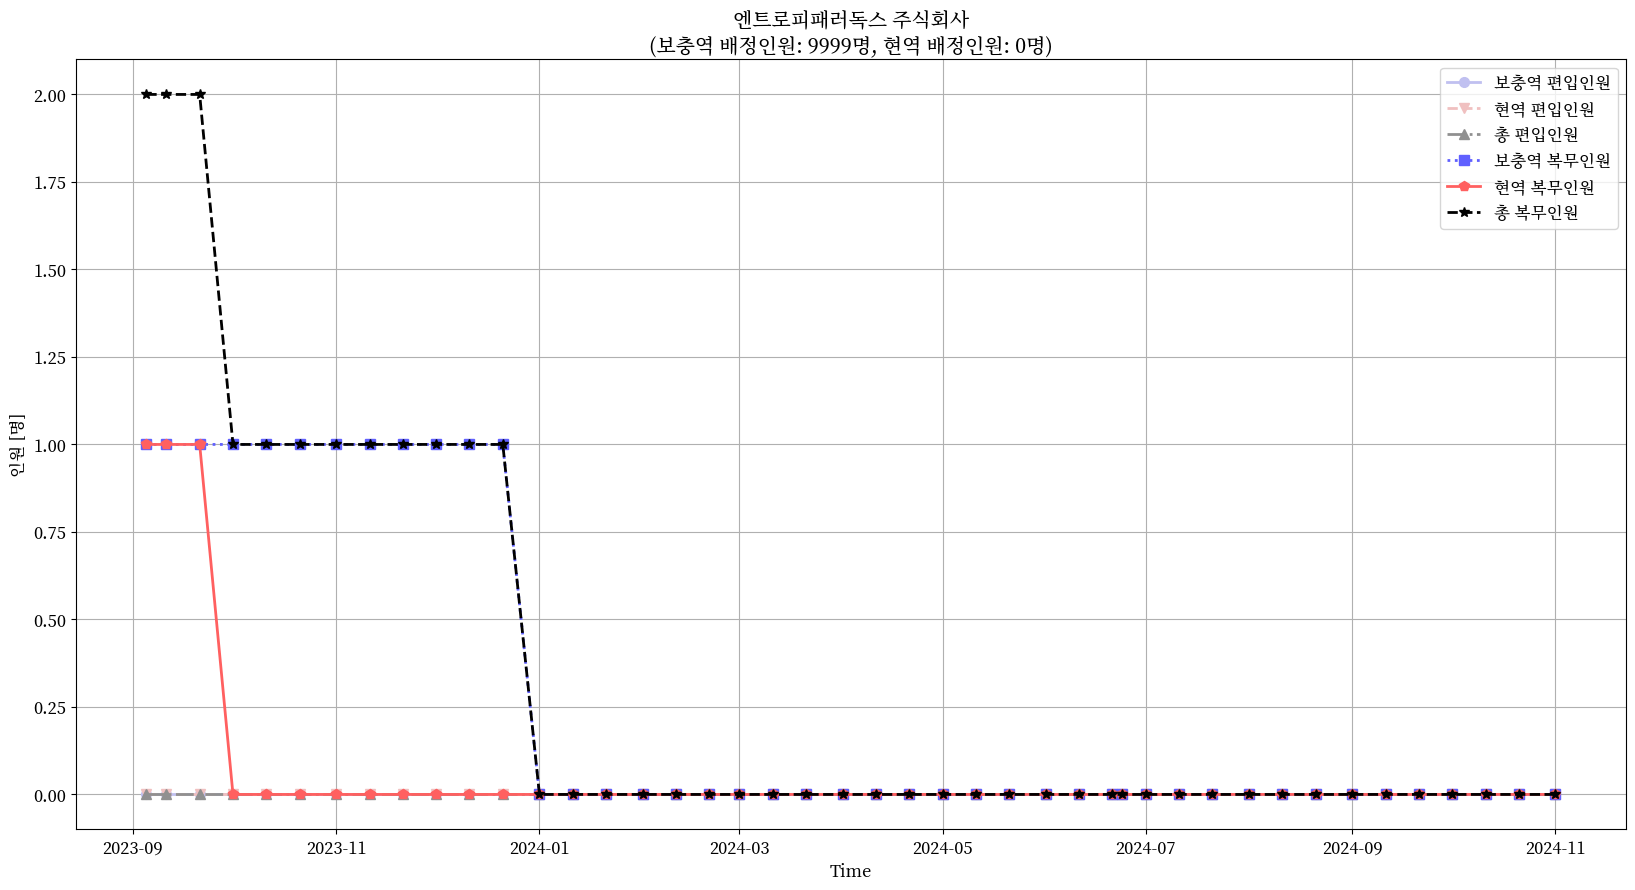 엔트로피패러독스 주식회사
(보충역 배정인원: 9999명, 현역 배정인원: 0명)
보충역 편입인원
현역 편입인원
총 편입인원
보충역 복무인원
현역 복무인원
총 복무인원
2.00
1.75
1.50
1.25
1.00
0.75
0.50
0.25
0.00
인원 [명]
2023-09 2023-11 2024-01 2024-03 2024-05 2024-07 2024-09 2024-11
Time